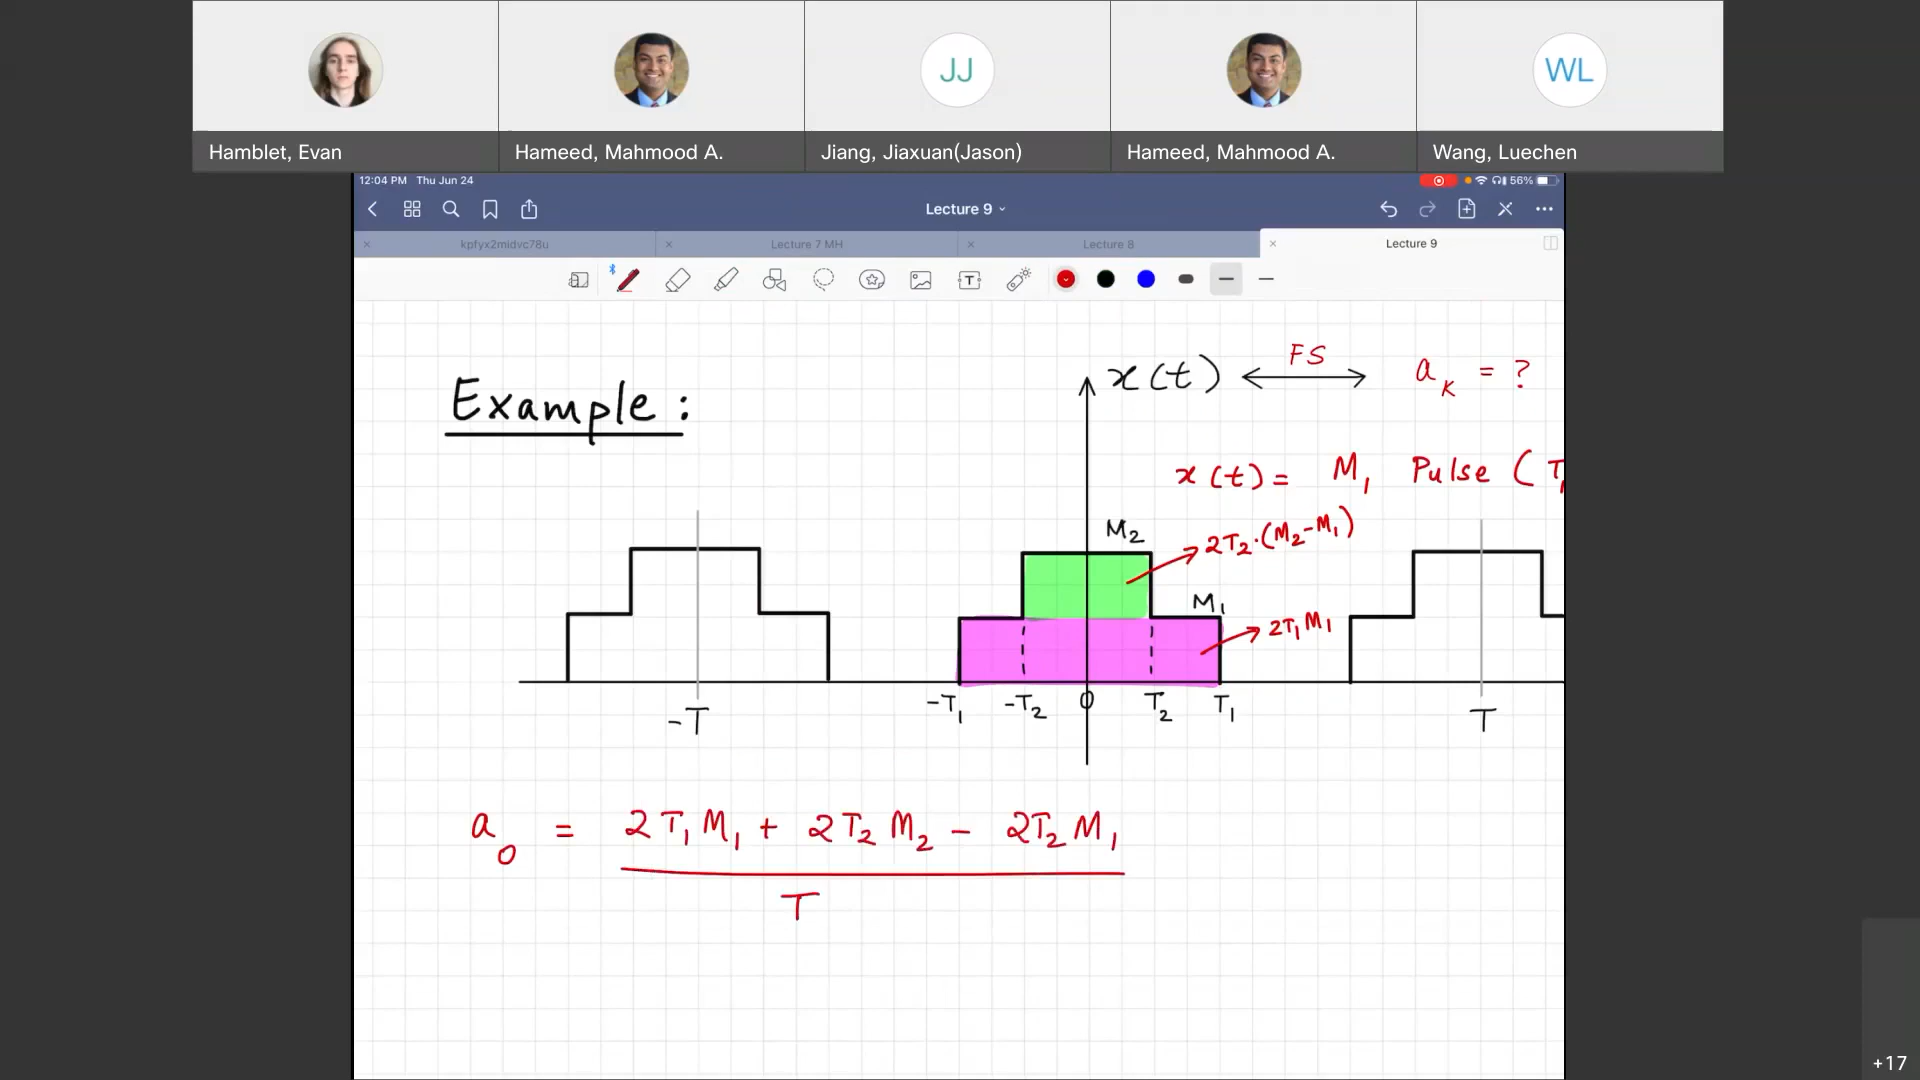 JJ
WL
Hamblet, Evan
Hameed, Mahmood A.
Jiang, Jiaxuan(Jason)
Hameed, Mahmood A.
Wang, Luechen
12:04 PM Thu Jun 24
56%
Lecture 9
kpfyx2midvc78u
Lecture 7 MH
Lecture 8
Lecture 9
Example:
x(t) ⟷ FS a_K = ?
x(t) = M₁ Pulse (T₁
M₂
2T₂·(M₂-M₁)
M₁
2T₁M₁
-T
-T₁
-T₂
0
T₂
T₁
T
a₀ = 2T₁M₁ + 2T₂M₂ - 2T₂M₁
T
+17